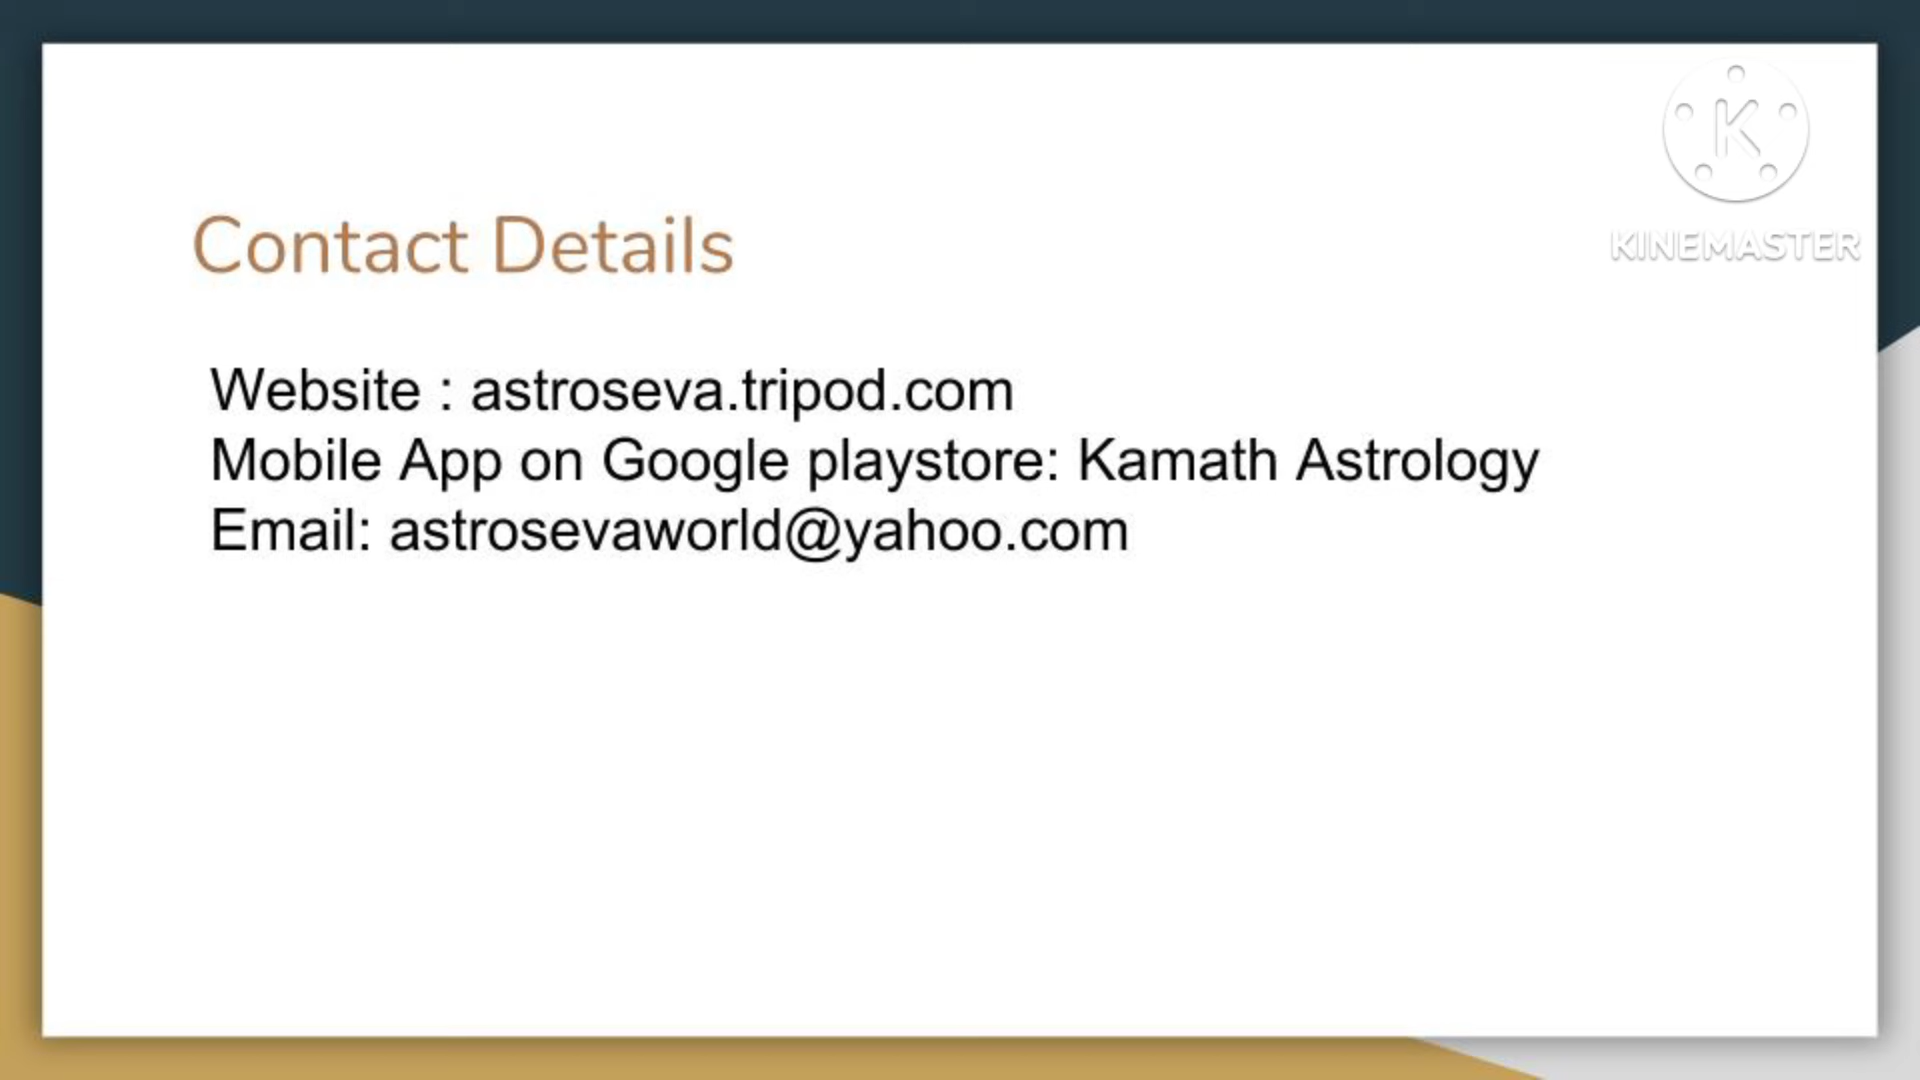 K
KINEMASTER
Contact Details
Website : astroseva.tripod.com
Mobile App on Google playstore: Kamath Astrology
Email: astrosevaworld@yahoo.com